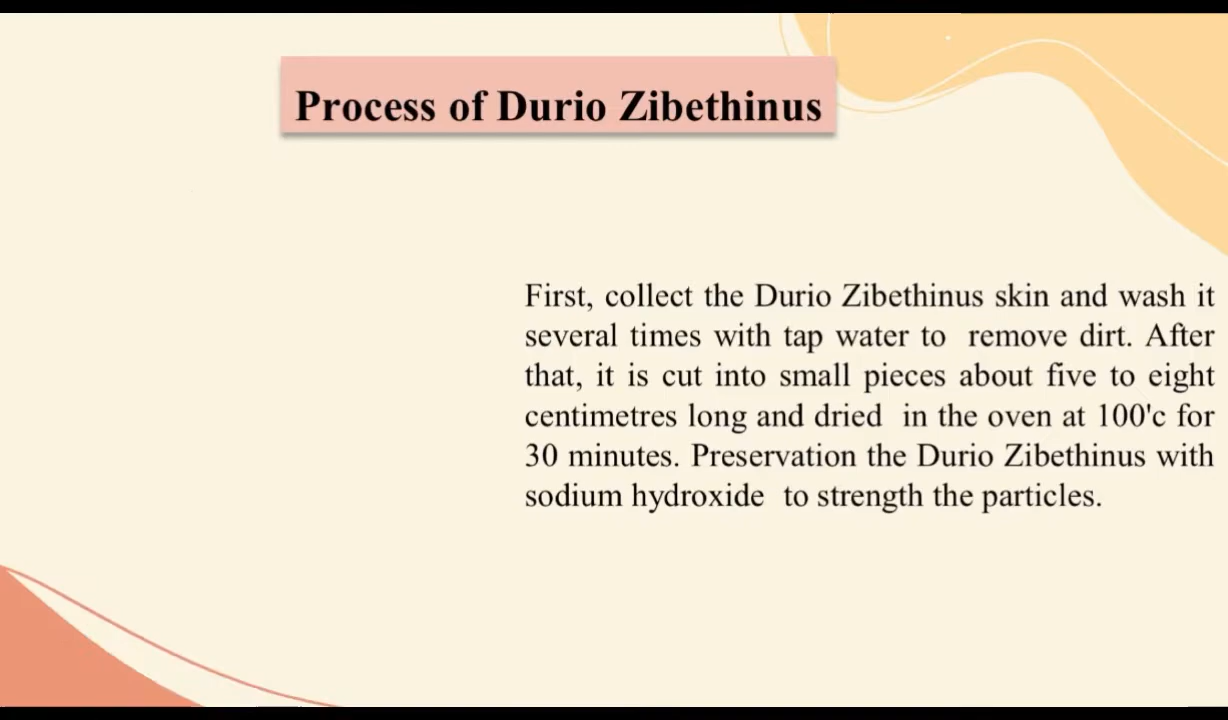 Process of Durio Zibethinus
First, collect the Durio Zibethinus skin and wash it
several times with tap water to remove dirt. After
that, it is cut into small pieces about five to eight
centimetres long and dried in the oven at 100'c for
30 minutes. Preservation the Durio Zibethinus with
sodium hydroxide to strength the particles.